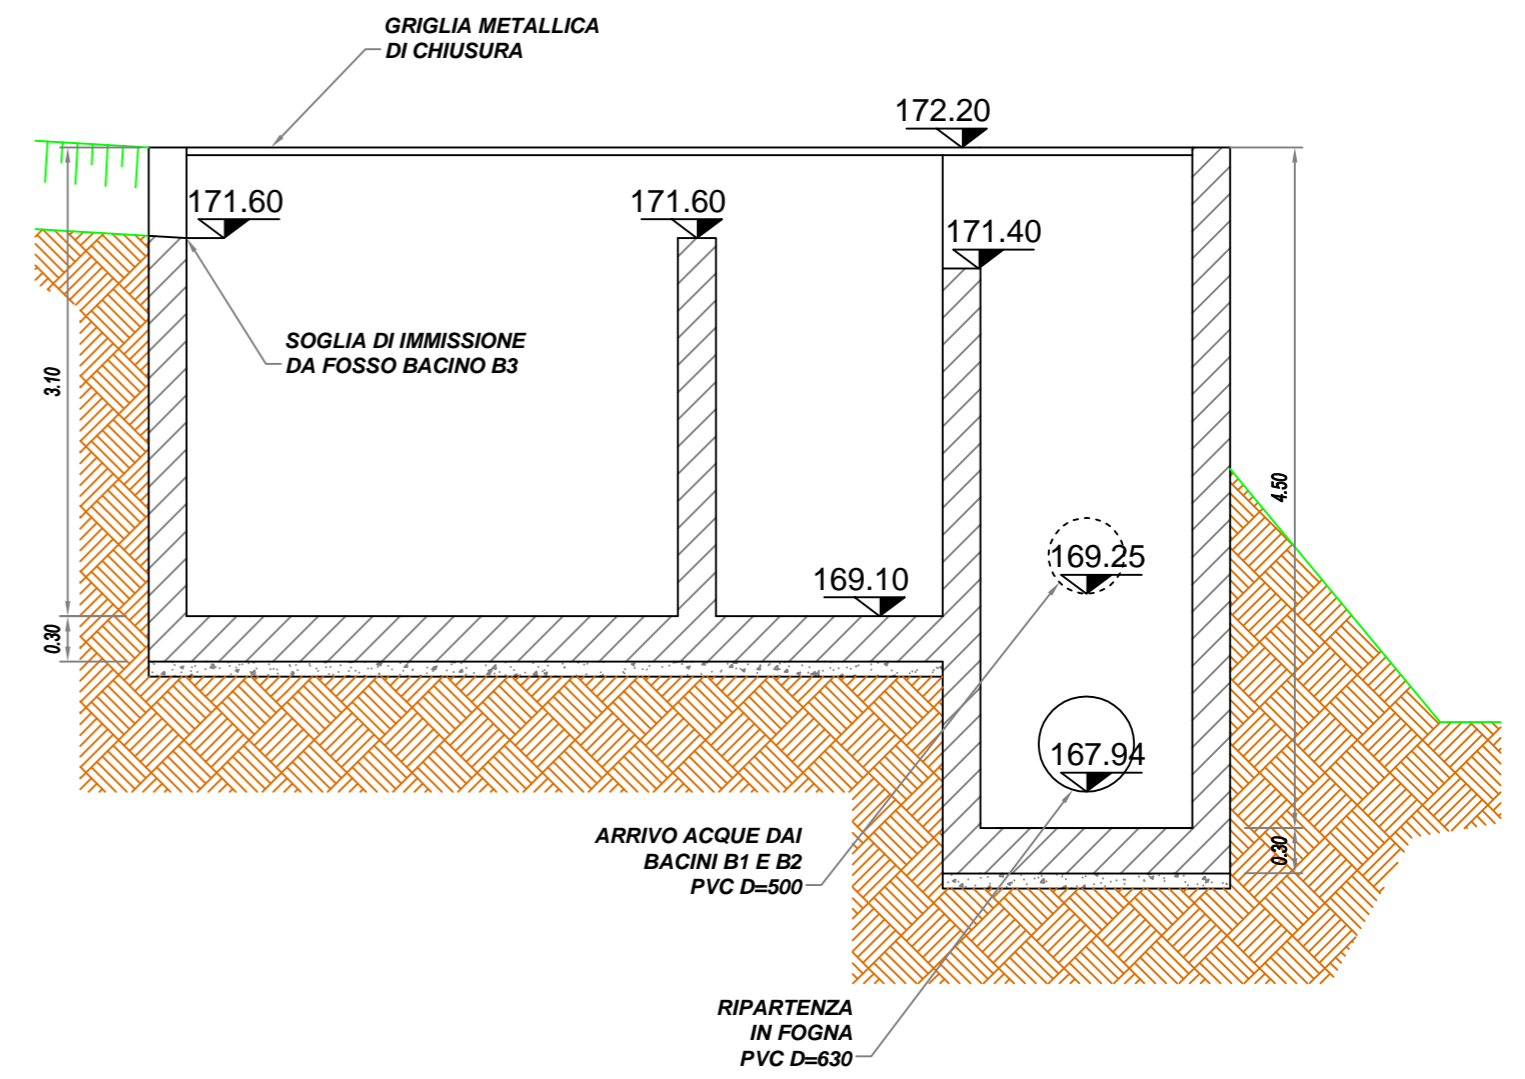 GRIGLIA METALLICA
DI CHIUSURA
172.20
171.60
171.60
171.40
SOGLIA DI IMMISSIONE
DA FOSSO BACINO B3
3.10
4.50
169.25
169.10
0.30
167.94
ARRIVO ACQUE DAI
BACINI B1 E B2
PVC D=500
0.30
RIPARTENZA
IN FOGNA
PVC D=630